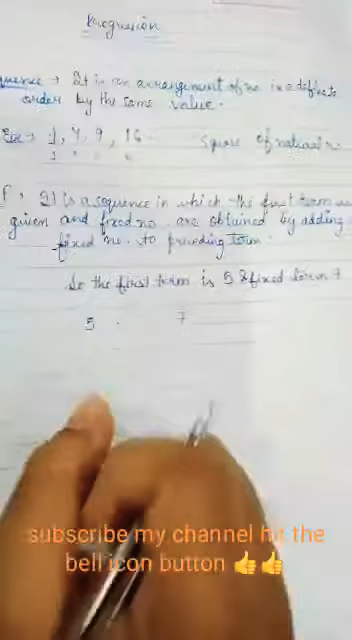 Progression
quence → It is an arrangement of no. in a definite
order by the same value.
Ex → 1, 4, 9, 16 square of natural n
P. It is a sequence in which the first term is
given and fixed no. are obtained by adding
fixed no. to preceding term.
So the first term is 5 & fixed term 7
5 7
subscribe my channel hit the
bell icon button 👍👍